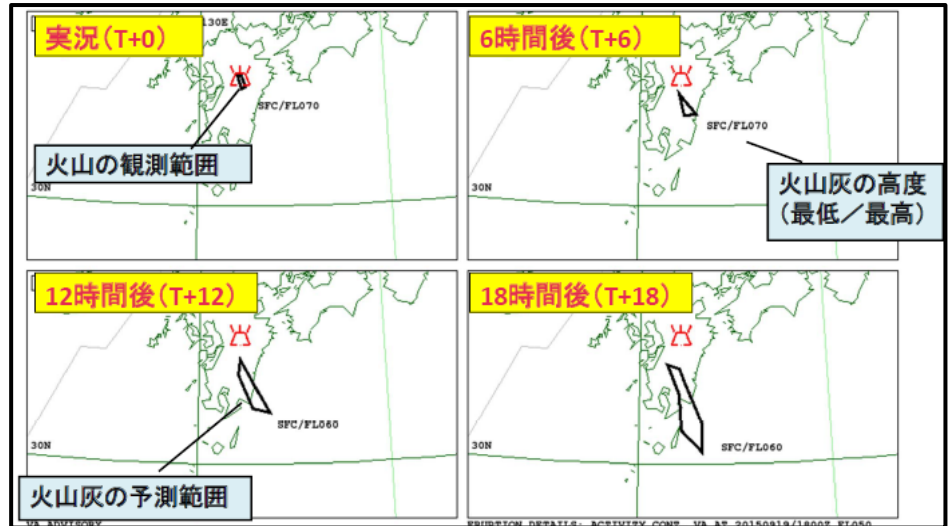 実況（T+0）
130E
SFC/FL070
火山の観測範囲
30N
6時間後（T+6）
SFC/FL070
火山灰の高度
（最低／最高）
30N
12時間後（T+12）
SFC/FL060
30N
火山灰の予測範囲
18時間後（T+18）
SFC/FL060
30N
VA ADVISORY
ERUPTION DETAILS: ACTIVITY CONT. VA AT 20150919/1800Z FL050